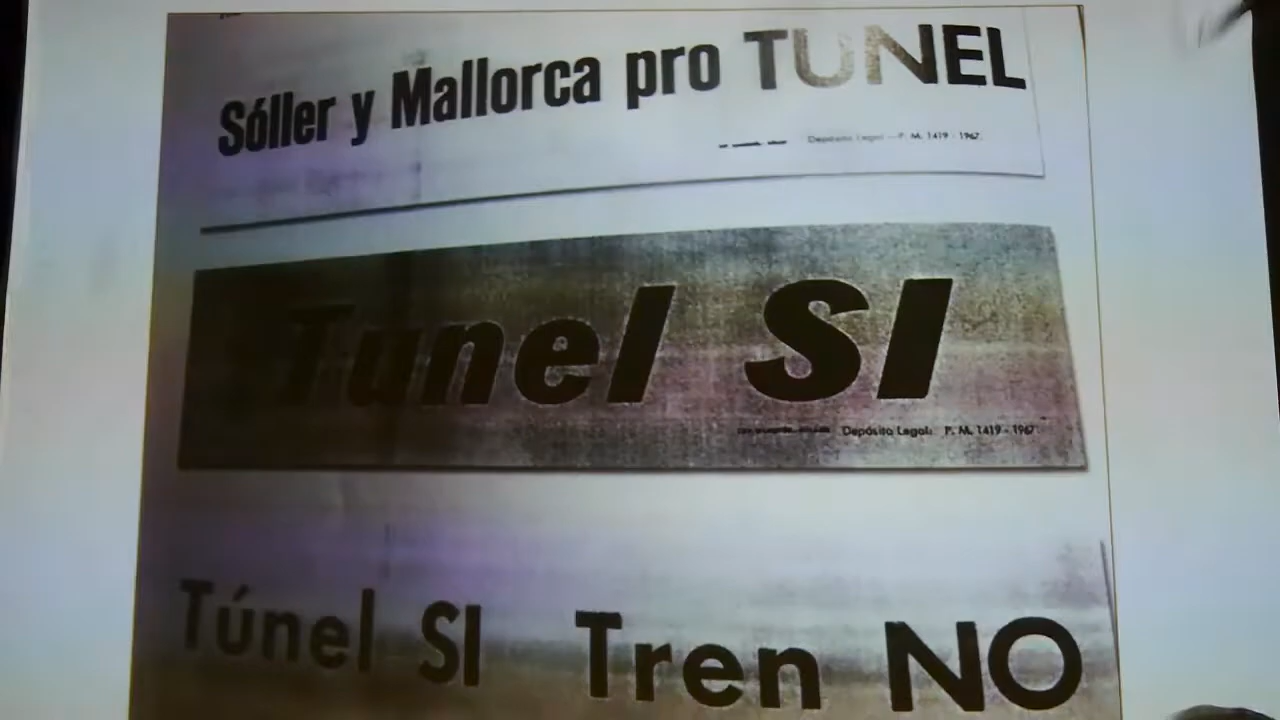 Sóller y Mallorca pro TUNEL
Depósito Legal — P. M. 1419 - 1967.
Tunel SI
Depósito Legal: P. M. 1419 - 1967
Túnel SI Tren NO